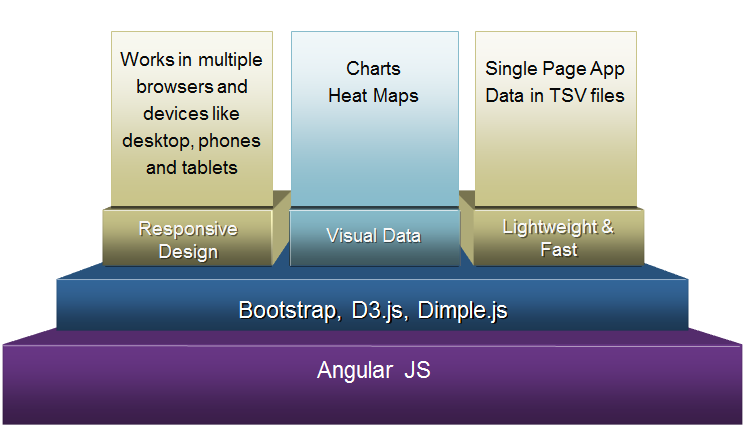 Works in multiple
browsers and
devices like
desktop, phones
and tablets
Charts
Heat Maps
Single Page App
Data in TSV files
Responsive
Design
Visual Data
Lightweight &
Fast
Bootstrap, D3.js, Dimple.js
Angular JS